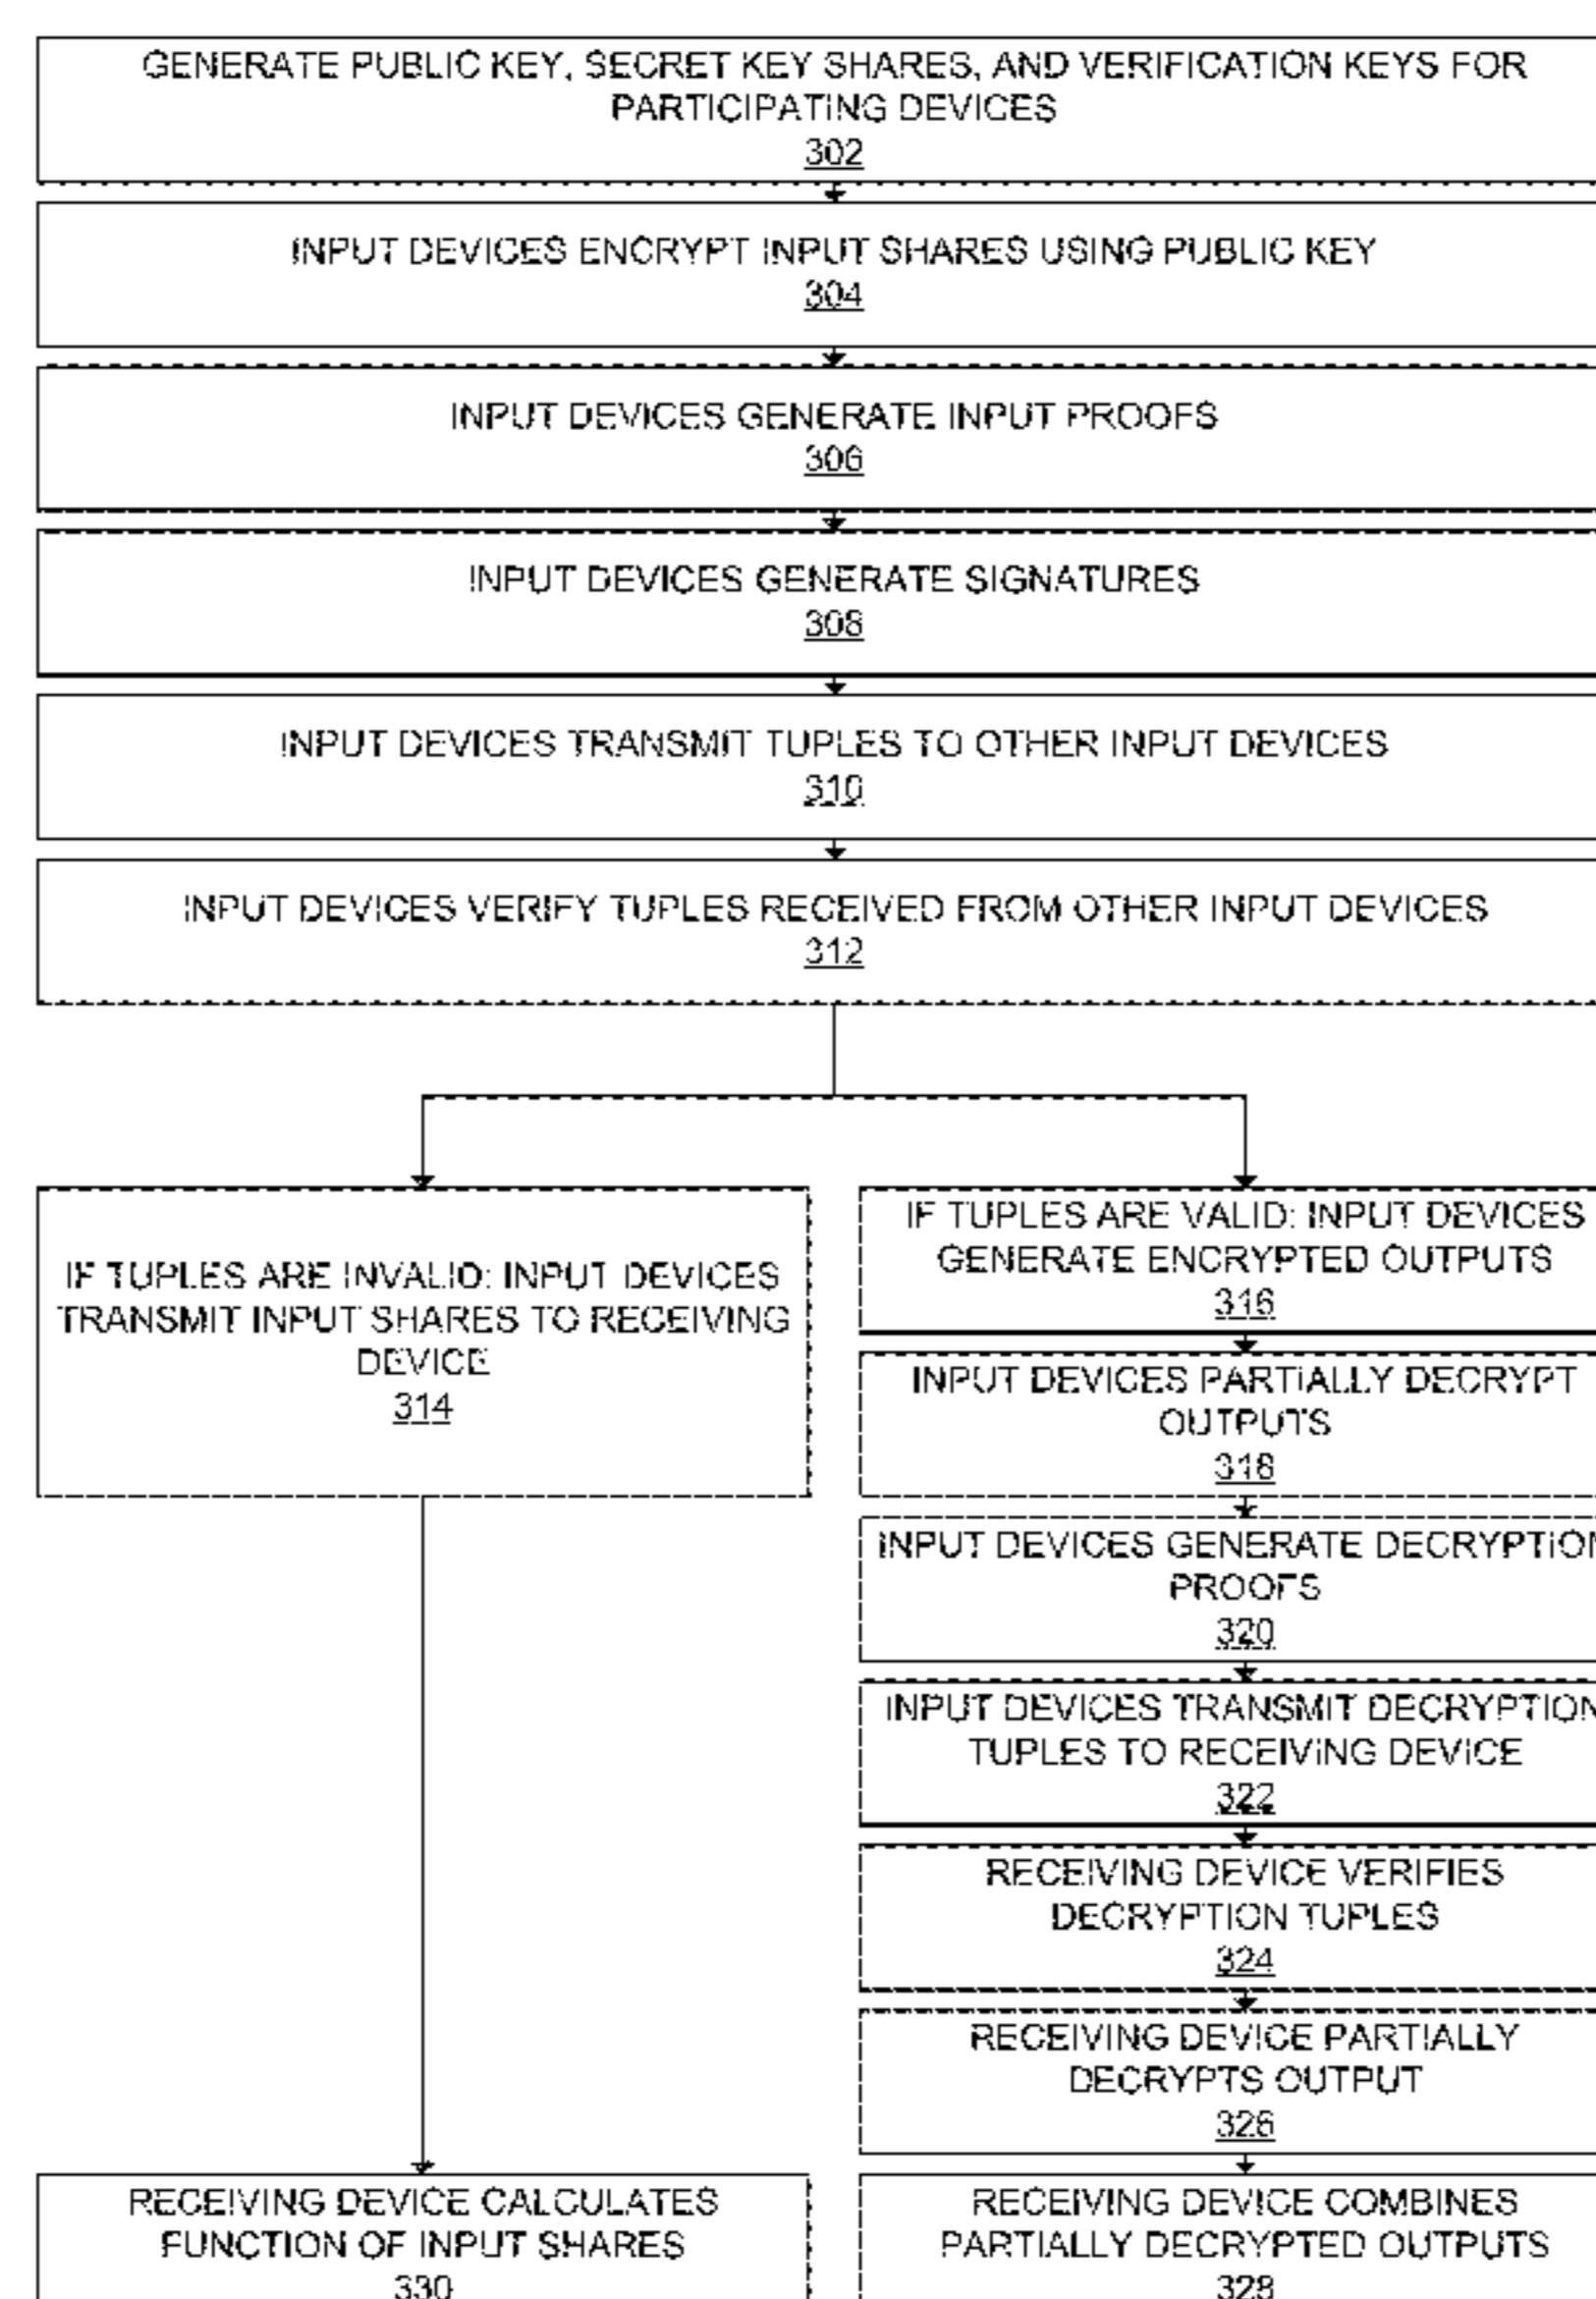 GENERATE PUBLIC KEY, SECRET KEY SHARES, AND VERIFICATION KEYS FOR
PARTICIPATING DEVICES
302
INPUT DEVICES ENCRYPT INPUT SHARES USING PUBLIC KEY
304
INPUT DEVICES GENERATE INPUT PROOFS
306
INPUT DEVICES GENERATE SIGNATURES
308
INPUT DEVICES TRANSMIT TUPLES TO OTHER INPUT DEVICES
310
INPUT DEVICES VERIFY TUPLES RECEIVED FROM OTHER INPUT DEVICES
312
IF TUPLES ARE INVALID: INPUT DEVICES
TRANSMIT INPUT SHARES TO RECEIVING
DEVICE
314
IF TUPLES ARE VALID: INPUT DEVICES
GENERATE ENCRYPTED OUTPUTS
316
INPUT DEVICES PARTIALLY DECRYPT
OUTPUTS
318
INPUT DEVICES GENERATE DECRYPTION
PROOFS
320
INPUT DEVICES TRANSMIT DECRYPTION
TUPLES TO RECEIVING DEVICE
322
RECEIVING DEVICE VERIFIES
DECRYPTION TUPLES
324
RECEIVING DEVICE PARTIALLY
DECRYPTS OUTPUT
326
RECEIVING DEVICE CALCULATES
FUNCTION OF INPUT SHARES
330
RECEIVING DEVICE COMBINES
PARTIALLY DECRYPTED OUTPUTS
328